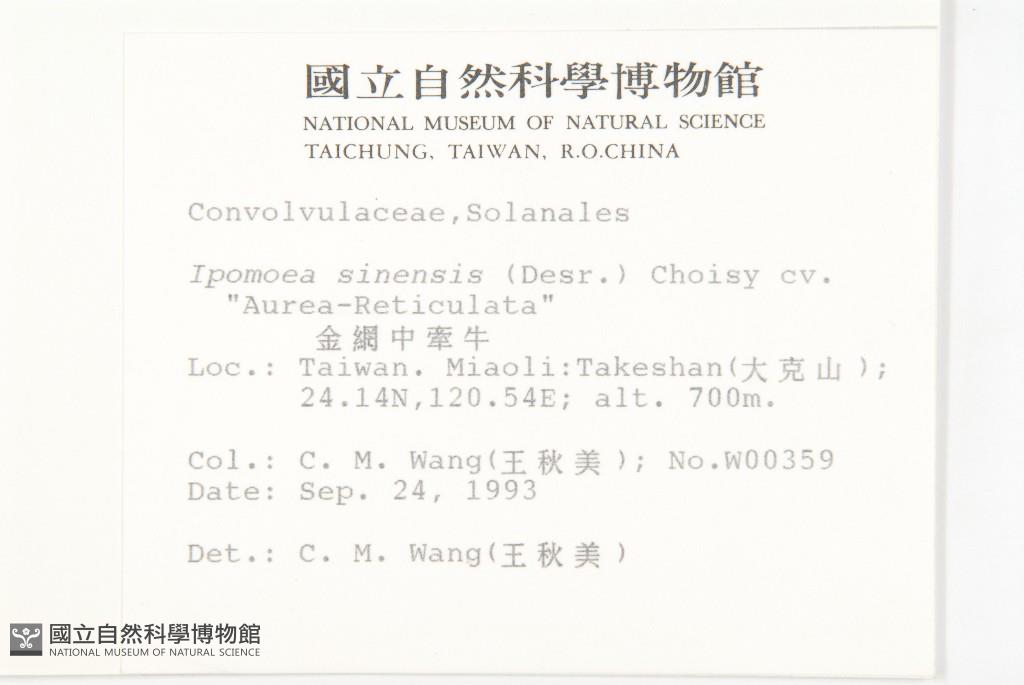 國立自然科學博物館
NATIONAL MUSEUM OF NATURAL SCIENCE
TAICHUNG, TAIWAN, R.O.CHINA
Convolvulaceae,Solanales
Ipomoea sinensis (Desr.) Choisy cv.
"Aurea-Reticulata"
金網中牽牛
Loc.: Taiwan. Miaoli:Takeshan(大克山);
24.14N,120.54E; alt. 700m.
Col.: C. M. Wang(王秋美); No.W00359
Date: Sep. 24, 1993
Det.: C. M. Wang(王秋美)
國立自然科學博物館
NATIONAL MUSEUM OF NATURAL SCIENCE